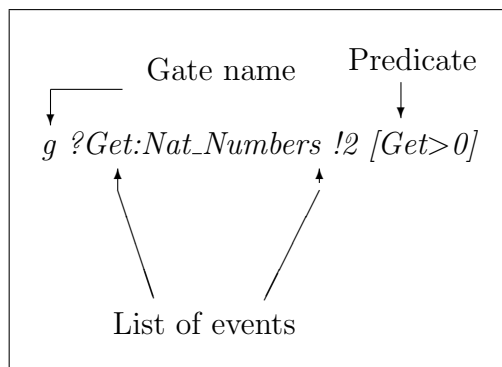 Gate name
Predicate
g ?Get:Nat_Numbers !2 [Get>0]
List of events